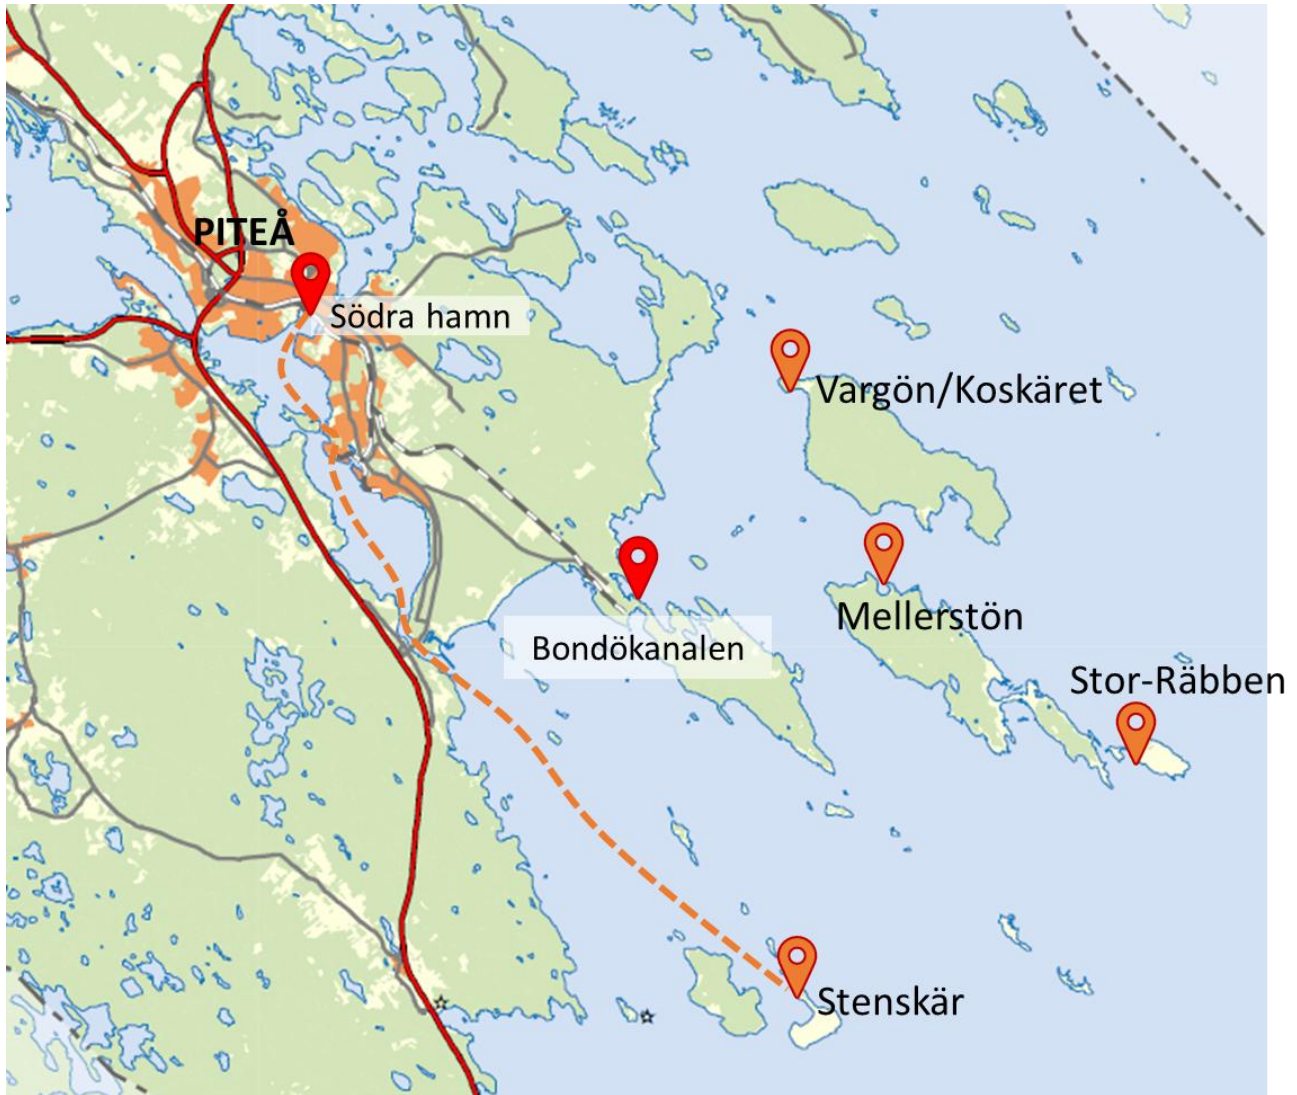 PITEÅ
Södra hamn
Vargön/Koskäret
Mellerstön
Bondökanalen
Stor-Räbben
Stenskär